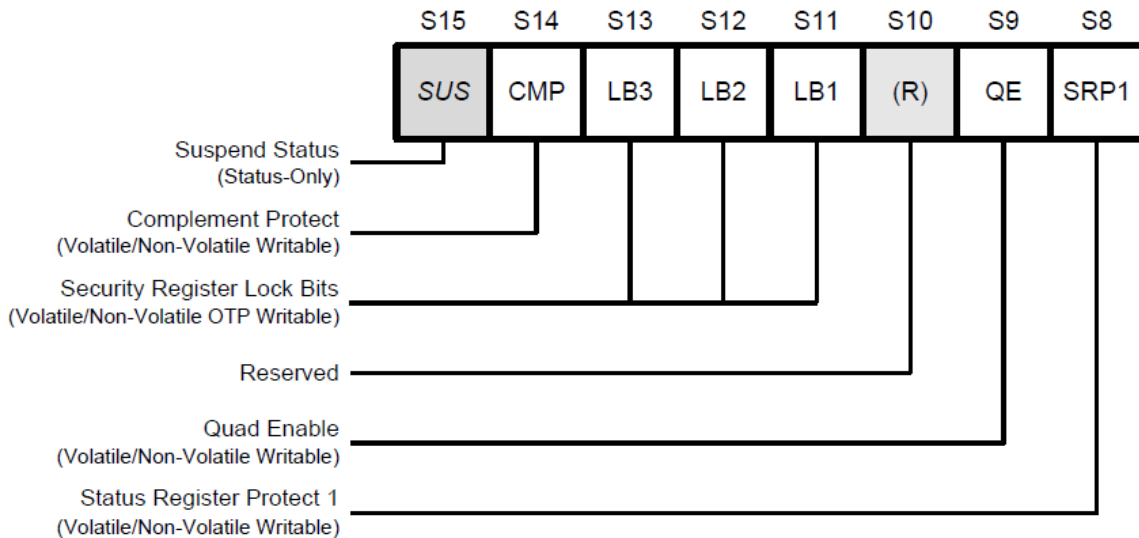 S15 S14 S13 S12 S11 S10 S9 S8
SUS CMP LB3 LB2 LB1 (R) QE SRP1
Suspend Status
(Status-Only)
Complement Protect
(Volatile/Non-Volatile Writable)
Security Register Lock Bits
(Volatile/Non-Volatile OTP Writable)
Reserved
Quad Enable
(Volatile/Non-Volatile Writable)
Status Register Protect 1
(Volatile/Non-Volatile Writable)